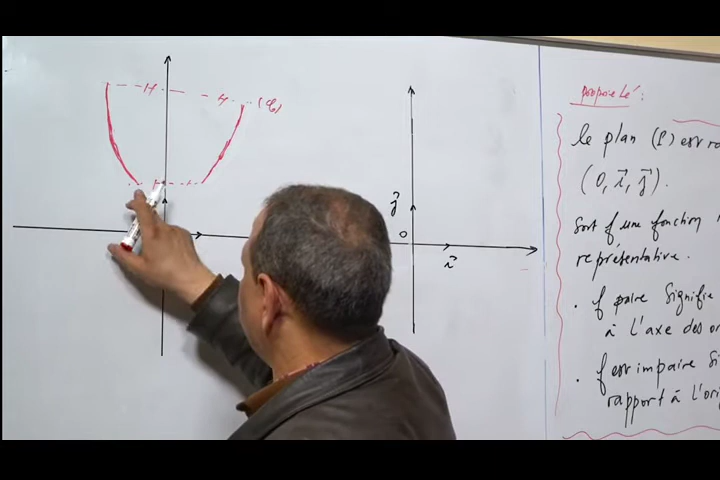 (C)
j
0
i
propriété:
le plan (P) est ra
(0, i, j).
Soit f une fonction
représentative.
. f paire signifie
à l'axe des or
. f est impaire si
rapport à l'ori